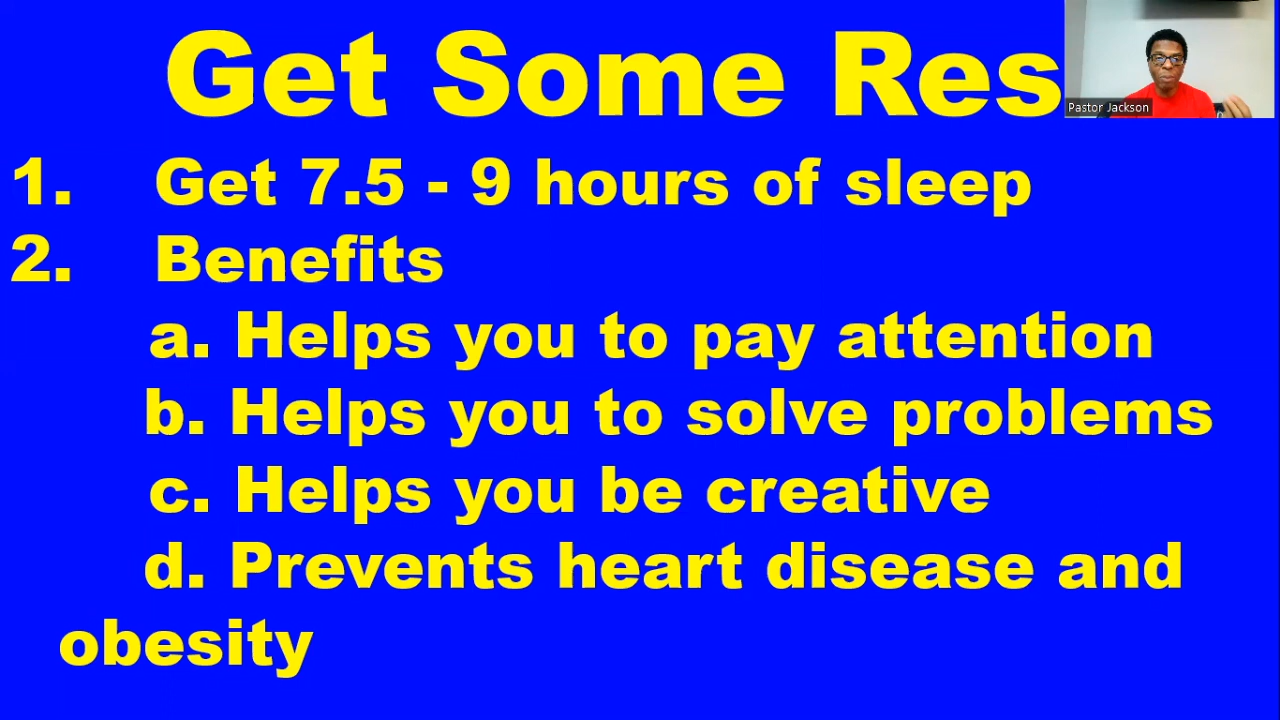 Get Some Res
Pastor Jackson
1. Get 7.5 - 9 hours of sleep
2. Benefits
a. Helps you to pay attention
b. Helps you to solve problems
c. Helps you be creative
d. Prevents heart disease and
obesity